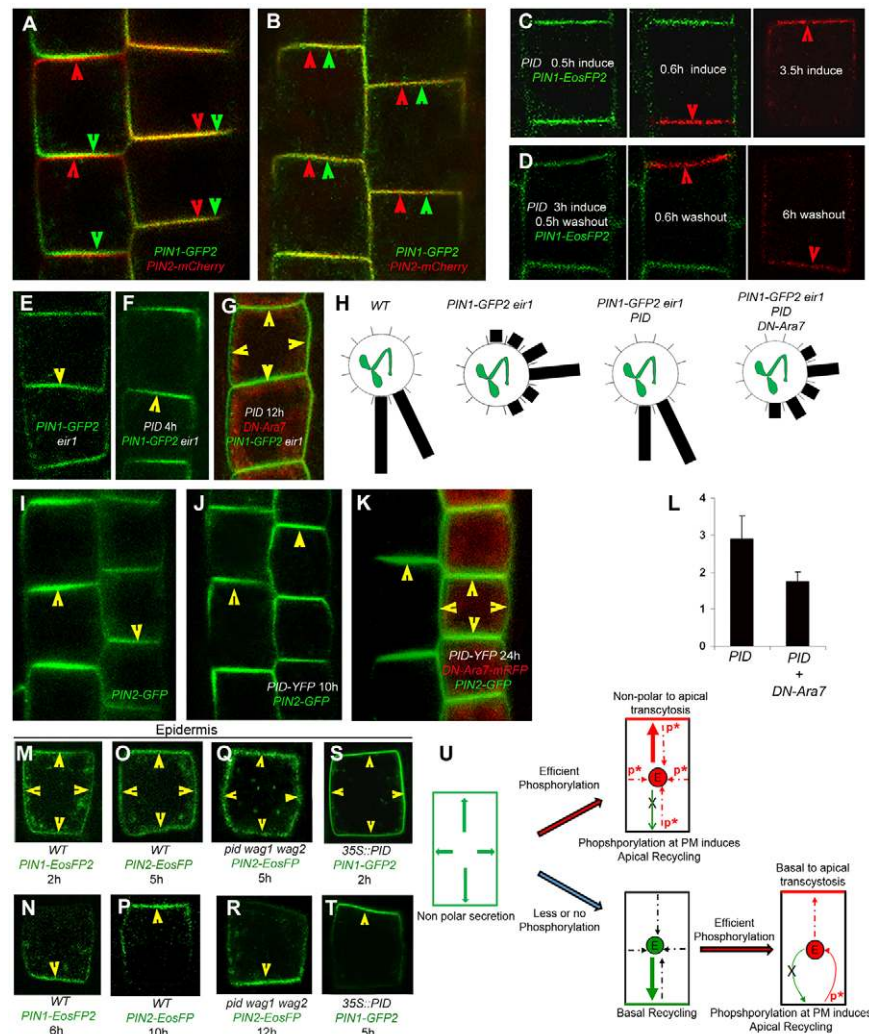 A
PIN1-GFP2
PIN2-mCherry
B
PIN1-GFP2
PIN2-mCherry
C
PID 0.5h induce
PIN1-EosFP2
0.6h induce
3.5h induce
D
PID 3h induce
0.5h washout
PIN1-EosFP2
0.6h washout
6h washout
E
PIN1-GFP2
eir1
F
PID 4h
PIN1-GFP2 eir1
G
PID 12h
DN-Ara7
PIN1-GFP2 eir1
H
WT
PIN1-GFP2 eir1
PIN1-GFP2 eir1
PID
PIN1-GFP2 eir1
PID
DN-Ara7
I
PIN2-GFP
J
PID-YFP 10h
PIN2-GFP
K
PID-YFP 24h
DN-Ara7-mRFP
PIN2-GFP
L
4
3
2
1
0
PID
PID
+
DN-Ara7
Epidermis
M
WT
PIN1-EosFP2
2h
O
WT
PIN2-EosFP
5h
Q
pid wag1 wag2
PIN2-EosFP
5h
S
35S::PID
PIN1-GFP2
2h
N
WT
PIN1-EosFP2
6h
P
WT
PIN2-EosFP
10h
R
pid wag1 wag2
PIN2-EosFP
12h
T
35S::PID
PIN1-GFP2
5h
U
Non polar secretion
Efficient
Phosphorylation
Less or no
Phosphorylation
Non-polar to apical
transcytosis
p*
p*
E
p*
X
p*
Phopshporylation at PM induces
Apical Recycling
E
Basal Recycling
Efficient
Phosphorylation
Basal to apical
transcystosis
E
X
p*
Phopshporylation at PM induces
Apical Recycling